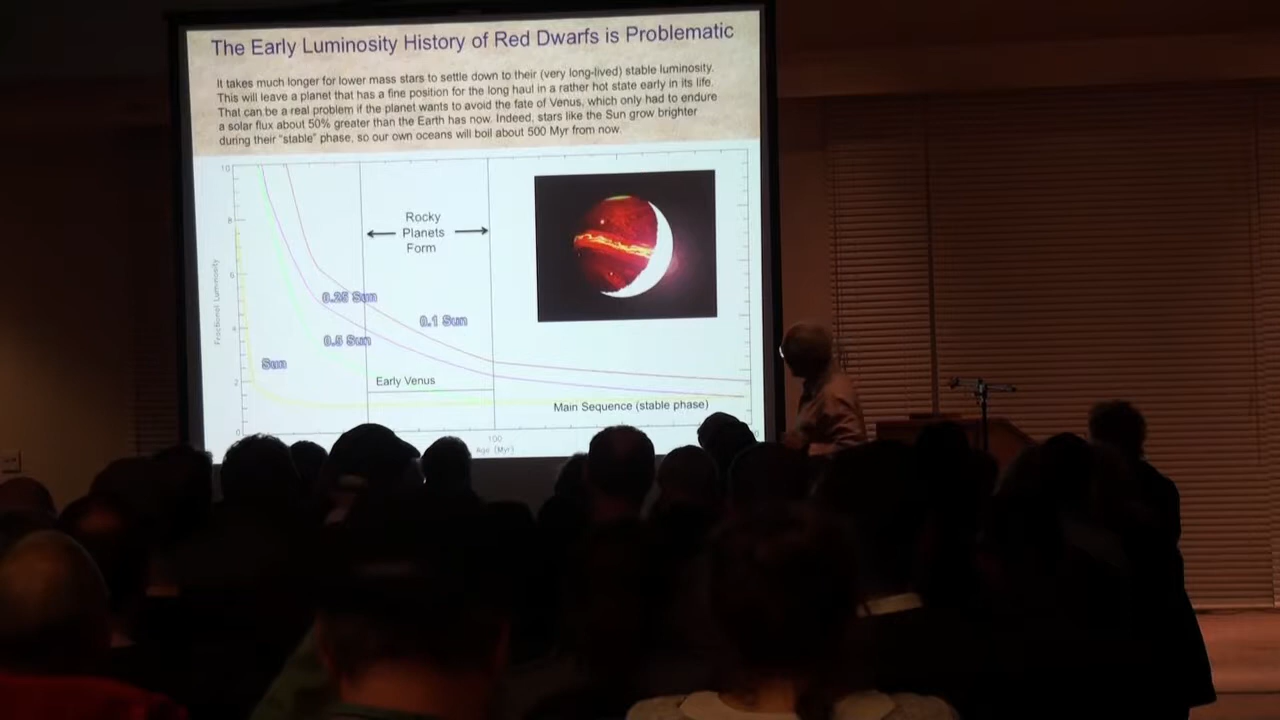 The Early Luminosity History of Red Dwarfs is Problematic
It takes much longer for lower mass stars to settle down to their (very long-lived) stable luminosity.
This will leave a planet that has a fine position for the long haul in a rather hot state early in its life.
That can be a real problem if the planet wants to avoid the fate of Venus, which only had to endure
a solar flux about 50% greater than the Earth has now. Indeed, stars like the Sun grow brighter
during their "stable" phase, so our own oceans will boil about 500 Myr from now.
10
8
6
4
2
0
Fractional Luminosity
Rocky
Planets
Form
0.25 Sun
0.1 Sun
0.5 Sun
Sun
Early Venus
Main Sequence (stable phase)
100
Age (Myr)